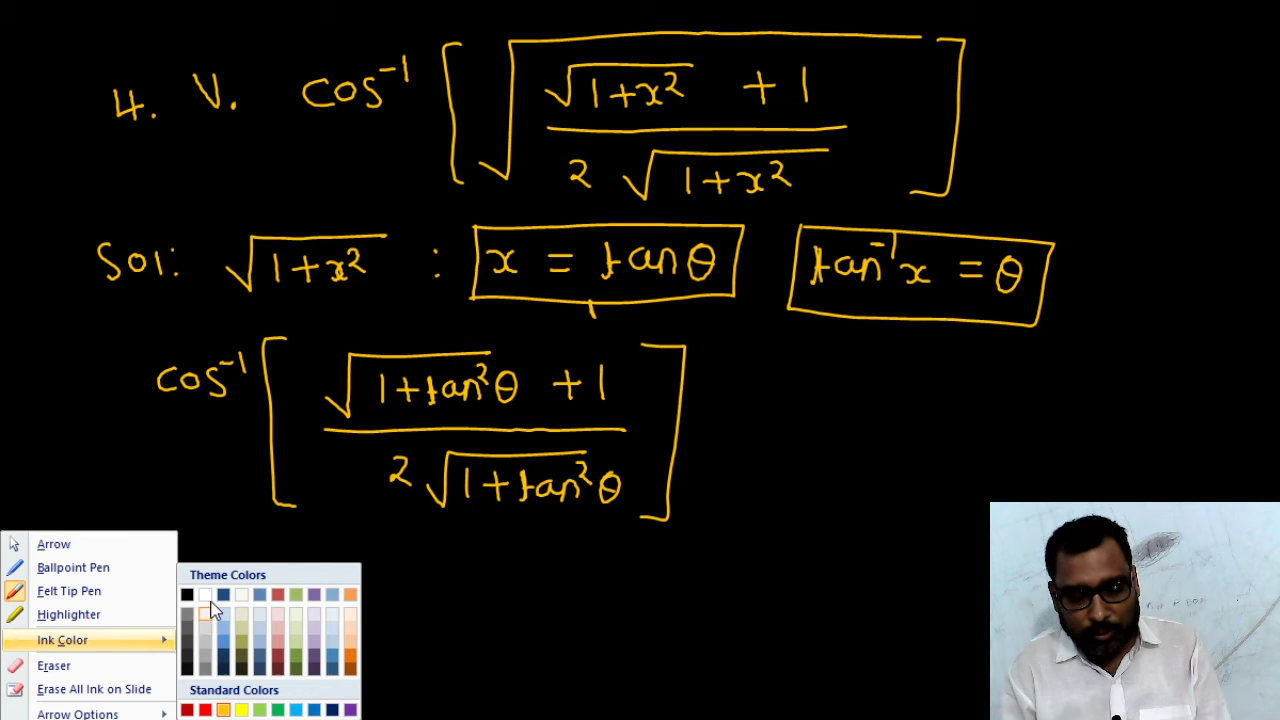 4. V. cos⁻¹ [ √( (√(1+x²) + 1) / (2 √(1+x²)) ) ]
Sol: √(1+x²) : x = tanθ tan⁻¹x = θ
cos⁻¹ [ (√(1+tan²θ) + 1) / (2√(1+tan²θ)) ]
Arrow
Ballpoint Pen
Felt Tip Pen
Highlighter
Ink Color
Eraser
Erase All Ink on Slide
Arrow Options
Theme Colors
Standard Colors